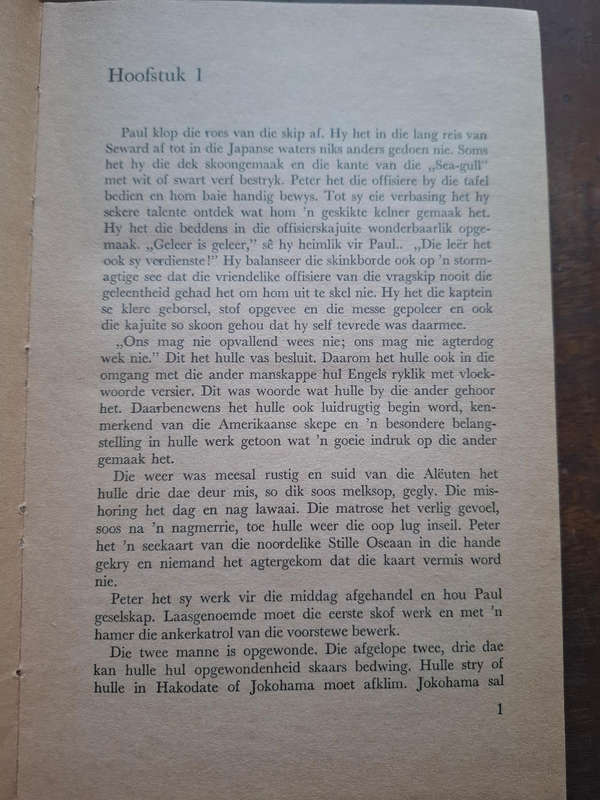 Hoofstuk 1
Paul klop die roes van die skip af. Hy het in die lang reis van
Seward af tot in die Japanse waters niks anders gedoen nie. Soms
het hy die dek skoongemaak en die kante van die „Sea-gull”
met wit of swart verf bestryk. Peter het die offisiere by die tafel
bedien en hom baie handig bewys. Tot sy eie verbasing het hy
sekere talente ontdek wat hom 'n geskikte kelner gemaak het.
Hy het die beddens in die offisierskajuite wonderbaarlik opge-
maak. „Geleer is geleer,” sê hy heimlik vir Paul.. „Die leër het
ook sy verdienste!” Hy balanseer die skinkborde ook op 'n storm-
agtige see dat die vriendelike offisiere van die vragskip nooit die
geleentheid gehad het om hom uit te skel nie. Hy het die kaptein
se klere geborsel, stof opgevee en die messe gepoleer en ook
die kajuite so skoon gehou dat hy self tevrede was daarmee.
„Ons mag nie opvallend wees nie; ons mag nie agterdog
wek nie.” Dit het hulle vas besluit. Daarom het hulle ook in die
omgang met die ander manskappe hul Engels ryklik met vloek-
woorde versier. Dit was woorde wat hulle by die ander gehoor
het. Daarbenewens het hulle ook luidrugtig begin word, ken-
merkend van die Amerikaanse skepe en 'n besondere belang-
stelling in hulle werk getoon wat 'n goeie indruk op die ander
gemaak het.
Die weer was meesal rustig en suid van die Alëuten het
hulle drie dae deur mis, so dik soos melksop, gegly. Die mis-
horing het dag en nag lawaai. Die matrose het verlig gevoel,
soos na 'n nagmerrie, toe hulle weer die oop lug inseil. Peter
het 'n seekaart van die noordelike Stille Oseaan in die hande
gekry en niemand het agtergekom dat die kaart vermis word
nie.
Peter het sy werk vir die middag afgehandel en hou Paul
geselskap. Laasgenoemde moet die eerste skof werk en met 'n
hamer die ankerkatrol van die voorstewe bewerk.
Die twee manne is opgewonde. Die afgelope twee, drie dae
kan hulle hul opgewondenheid skaars bedwing. Hulle stry of
hulle in Hakodate of Jokohama moet afklim. Jokohama sal
1